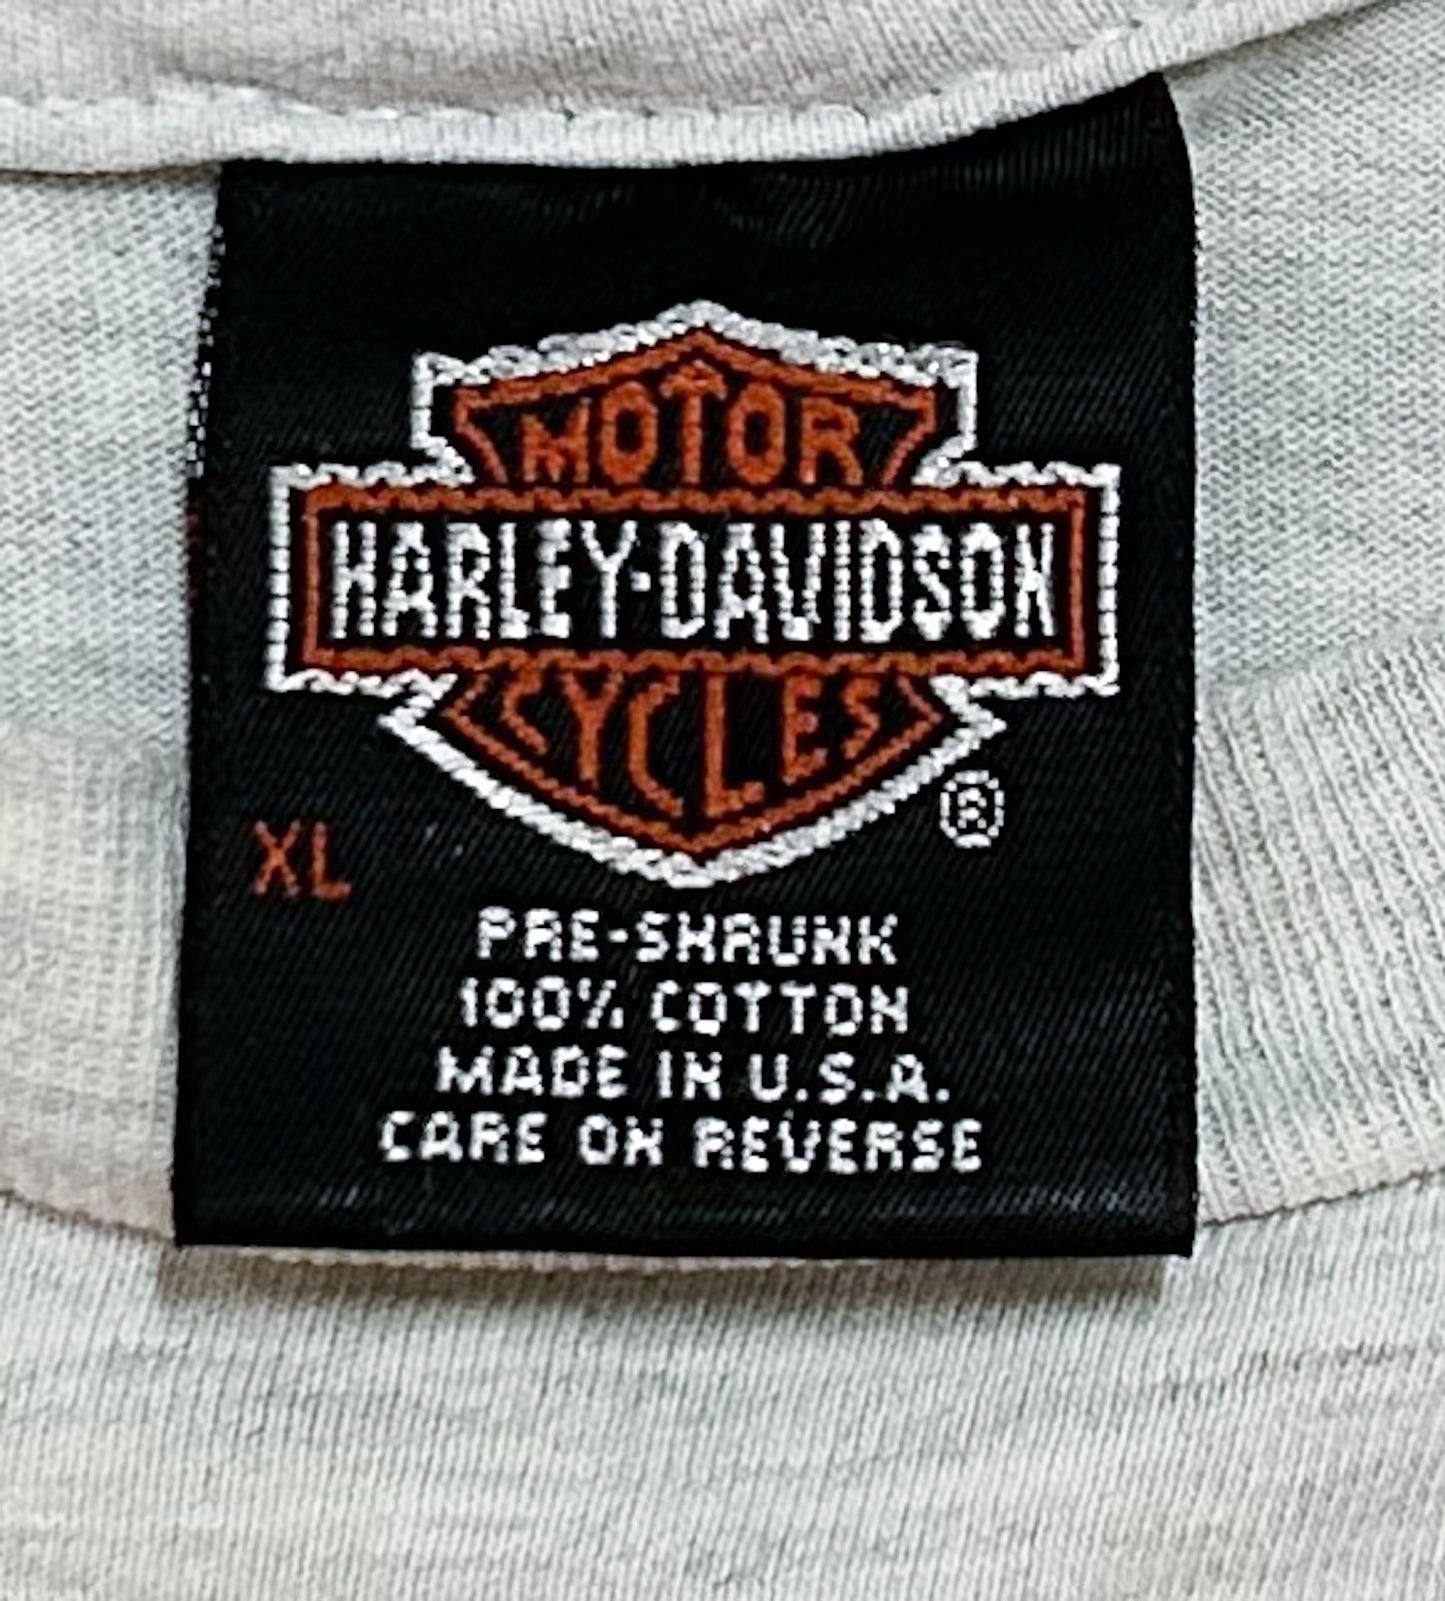 MOTOR
HARLEY-DAVIDSON
CYCLES
®
XL
PRE-SHRUNK
100% COTTON
MADE IN U.S.A.
CARE ON REVERSE